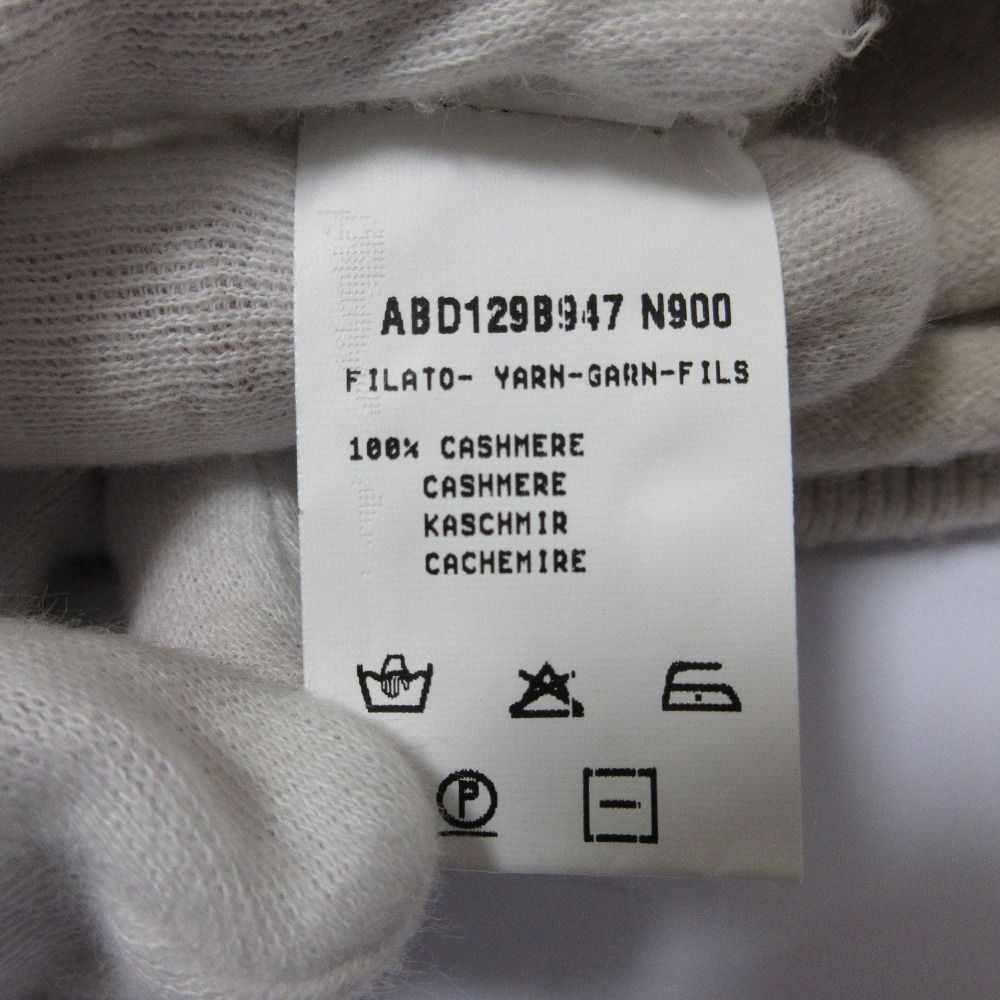 ABD129B947 N900
FILATO- YARN-GARN-FILS
100% CASHMERE
CASHMERE
KASCHMIR
CACHEMIRE
P